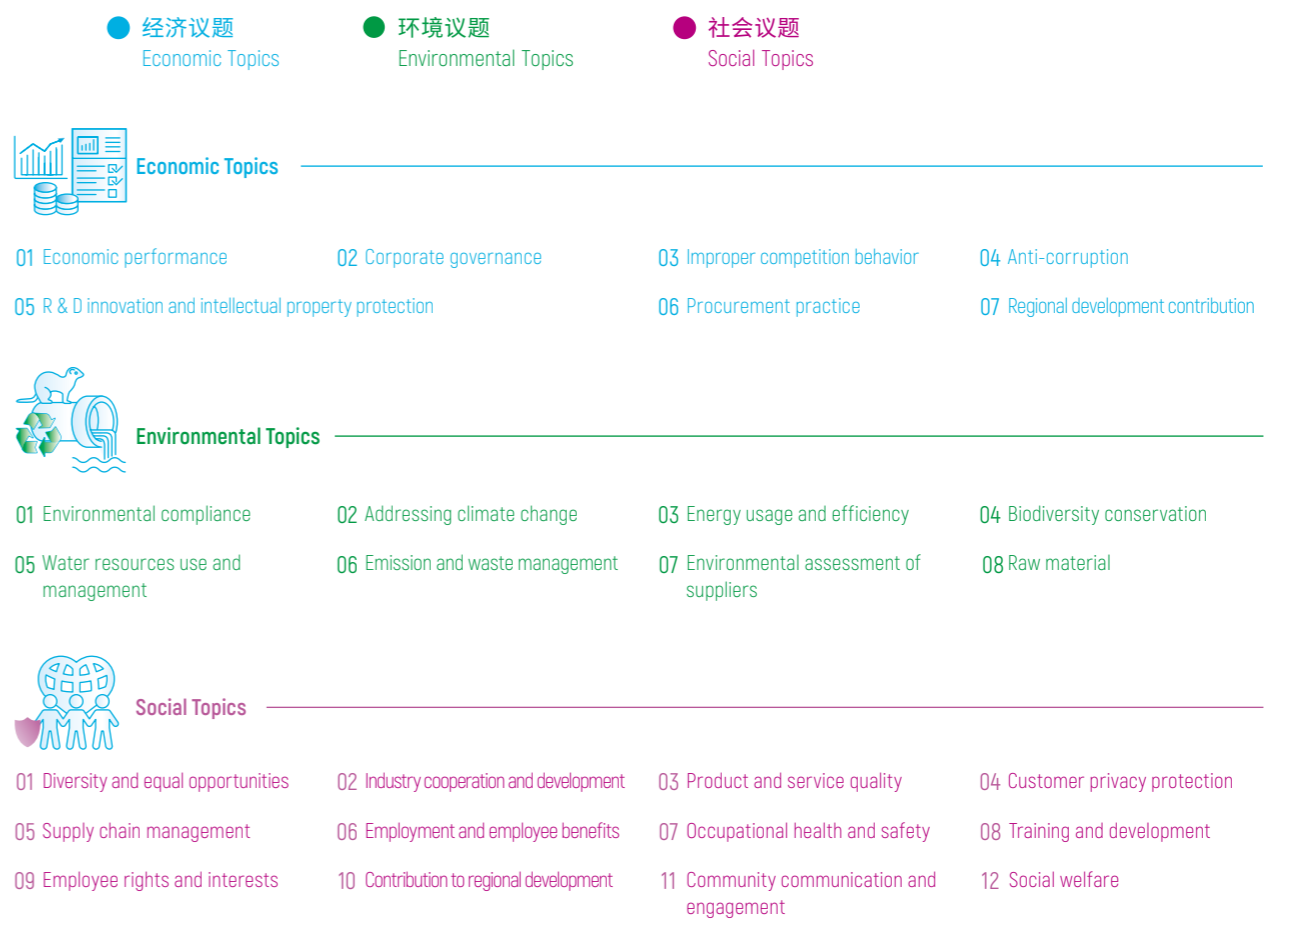 经济议题 环境议题 社会议题
Economic Topics Environmental Topics Social Topics
Economic Topics
01 Economic performance 02 Corporate governance 03 Improper competition behavior 04 Anti-corruption
05 R & D innovation and intellectual property protection 06 Procurement practice 07 Regional development contribution
Environmental Topics
01 Environmental compliance 02 Addressing climate change 03 Energy usage and efficiency 04 Biodiversity conservation
05 Water resources use and 06 Emission and waste management 07 Environmental assessment of 08 Raw material
management suppliers
Social Topics
01 Diversity and equal opportunities 02 Industry cooperation and development 03 Product and service quality 04 Customer privacy protection
05 Supply chain management 06 Employment and employee benefits 07 Occupational health and safety 08 Training and development
09 Employee rights and interests 10 Contribution to regional development 11 Community communication and 12 Social welfare
engagement